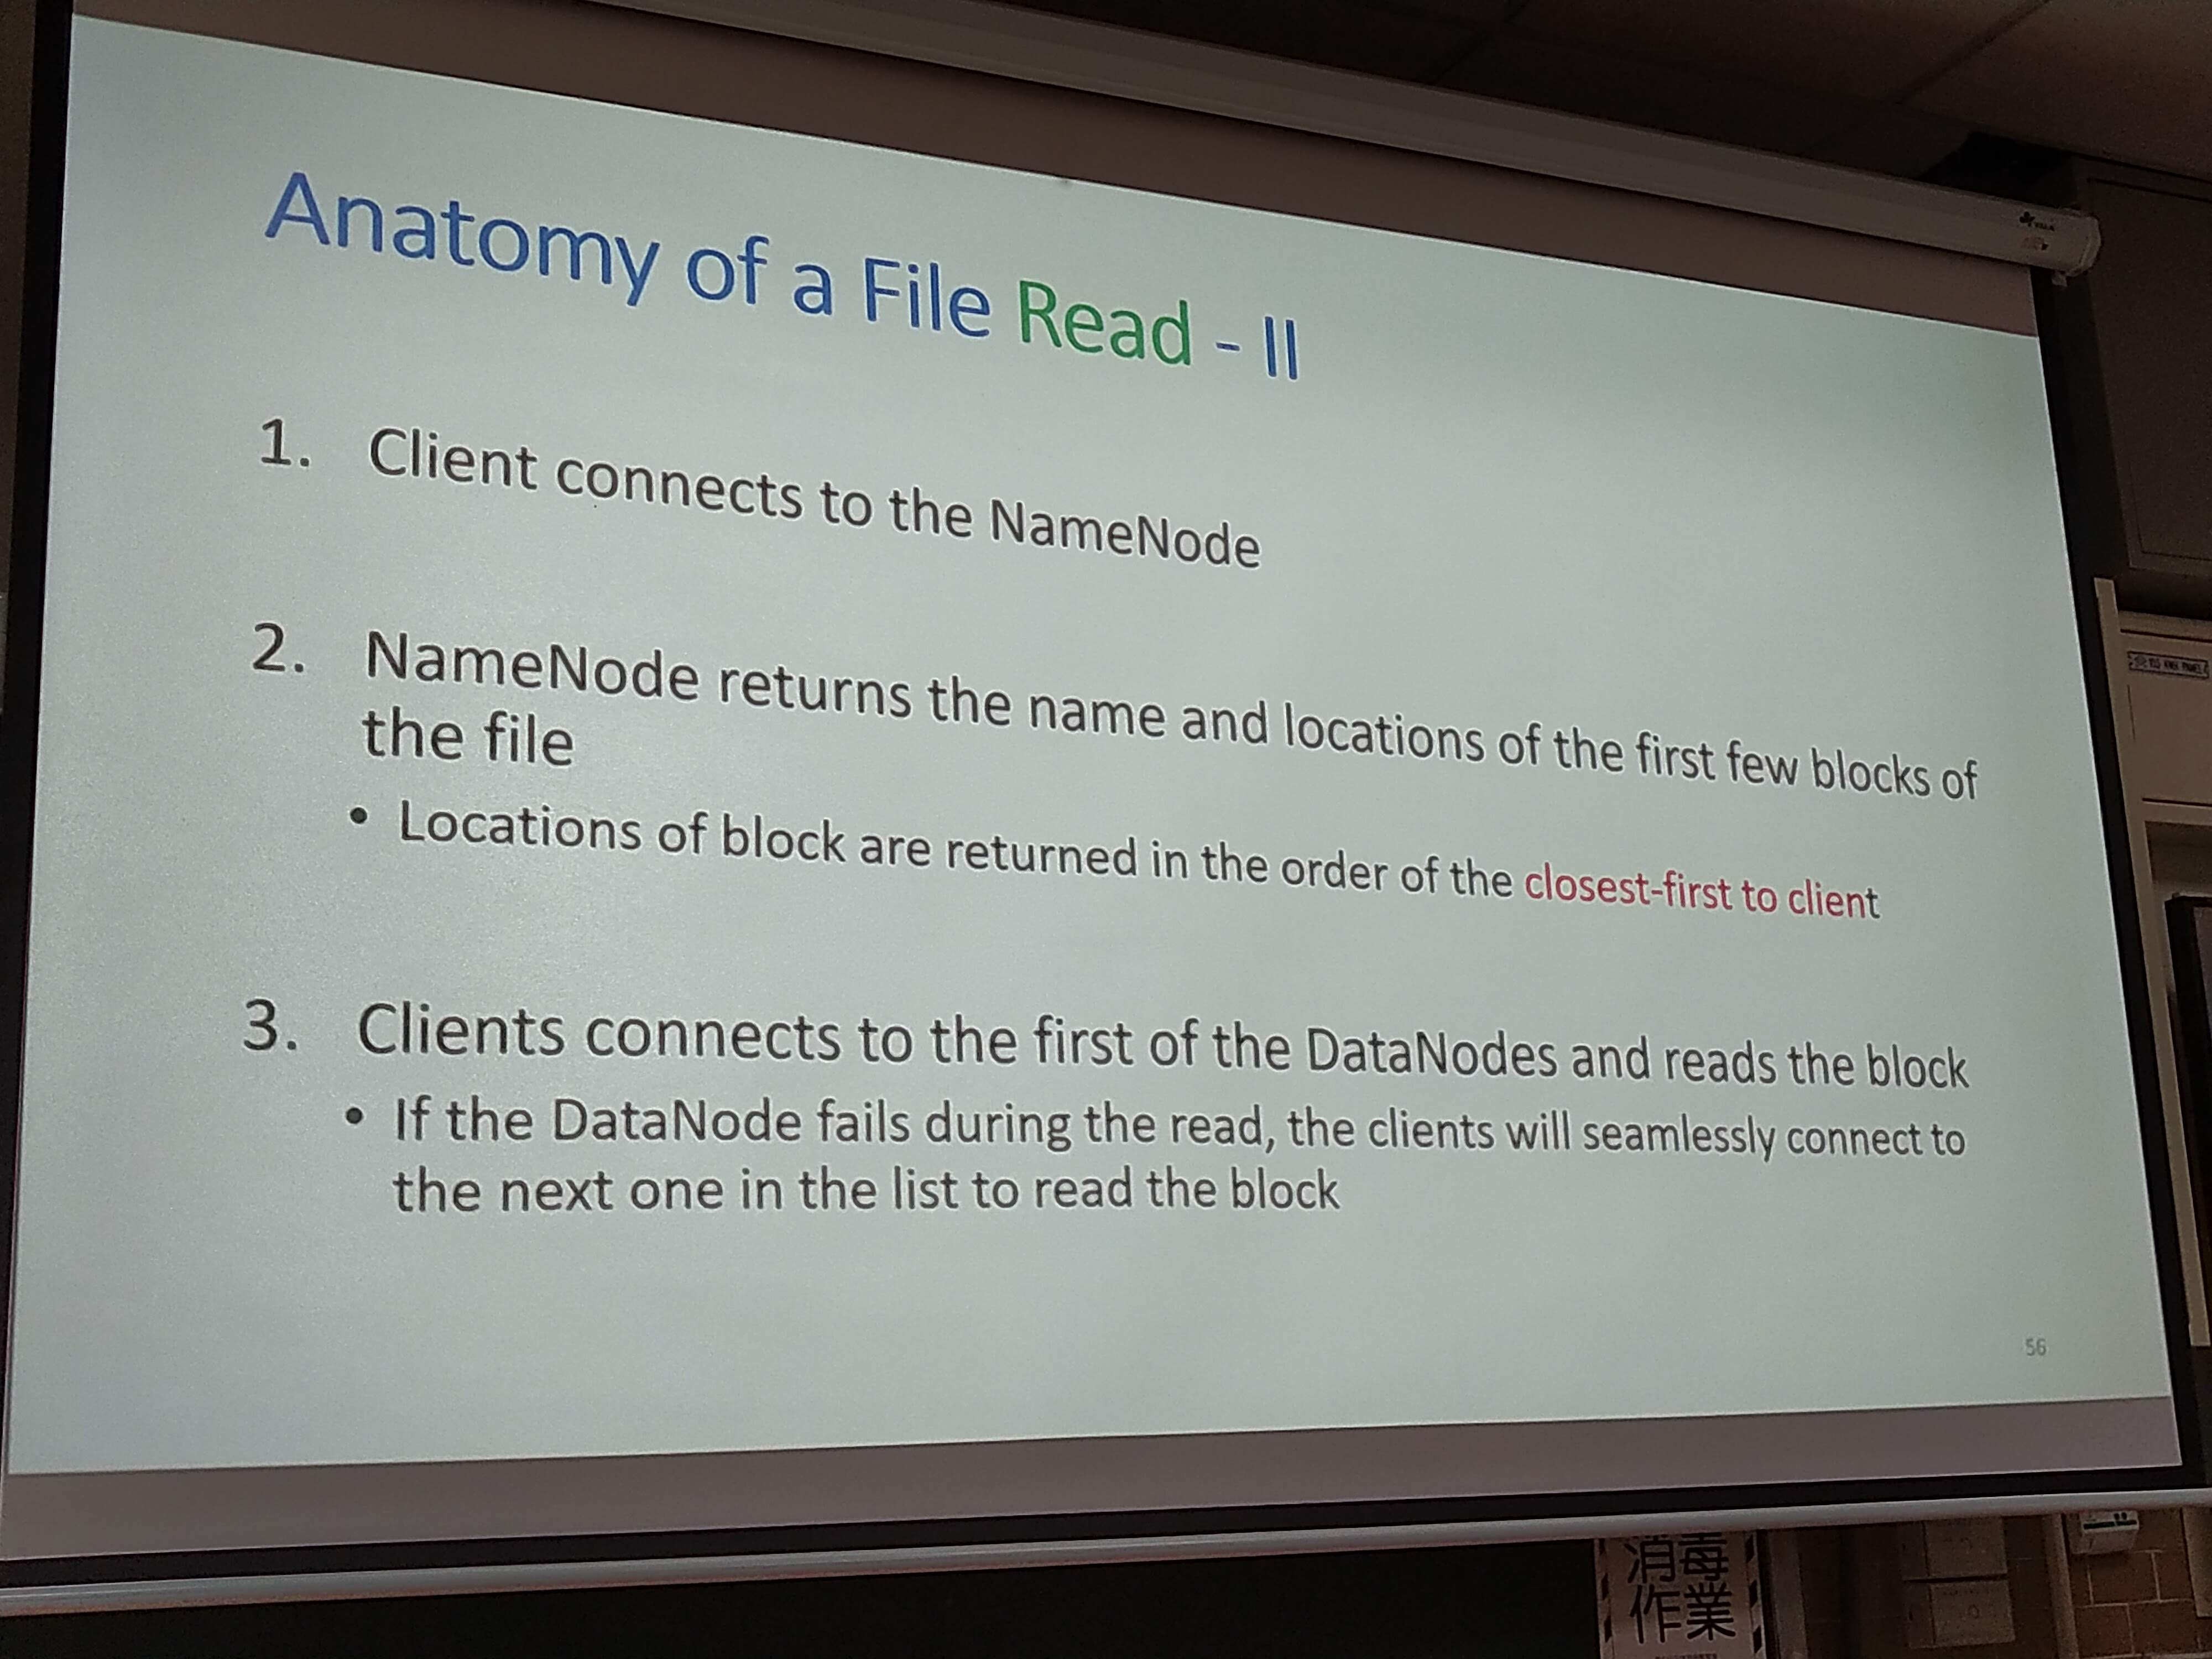 Anatomy of a File Read - II
1. Client connects to the NameNode
2. NameNode returns the name and locations of the first few blocks of
the file
• Locations of block are returned in the order of the closest-first to client
3. Clients connects to the first of the DataNodes and reads the block
• If the DataNode fails during the read, the clients will seamlessly connect to
the next one in the list to read the block
56
消毒
作業